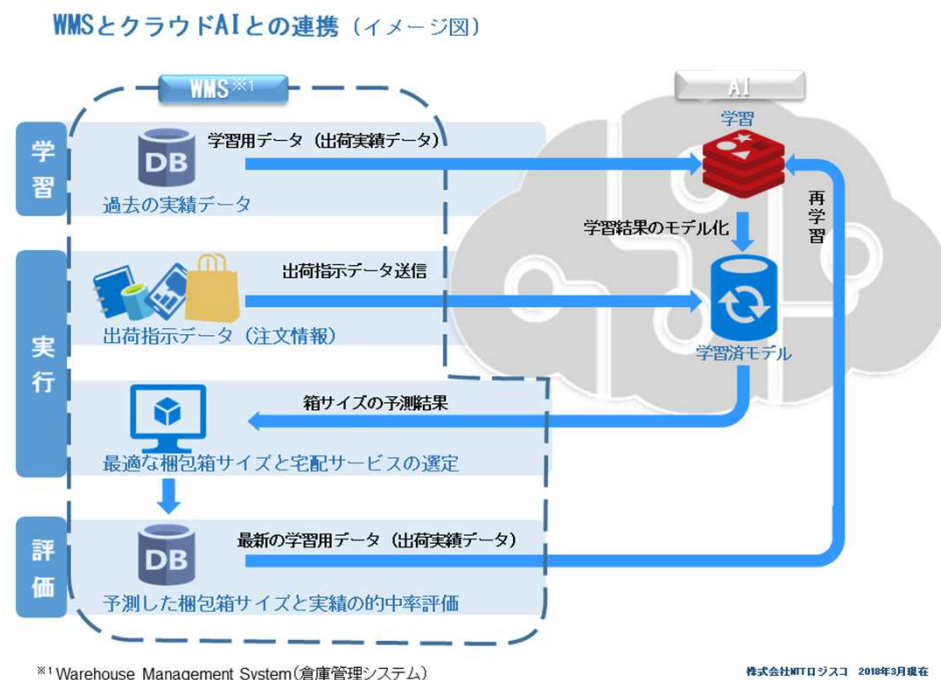 WMSとクラウドAIとの連携(イメージ図)
WMS※1
AI
学習
学習
DB
学習用データ(出荷実績データ)
過去の実績データ
再学習
学習結果のモデル化
実行
出荷指示データ送信
出荷指示データ(注文情報)
学習済モデル
箱サイズの予測結果
最適な梱包箱サイズと宅配サービスの選定
評価
DB
最新の学習用データ(出荷実績データ)
予測した梱包箱サイズと実績の的中率評価
※1 Warehouse Management System(倉庫管理システム)
株式会社NTTロジスコ 2018年3月現在